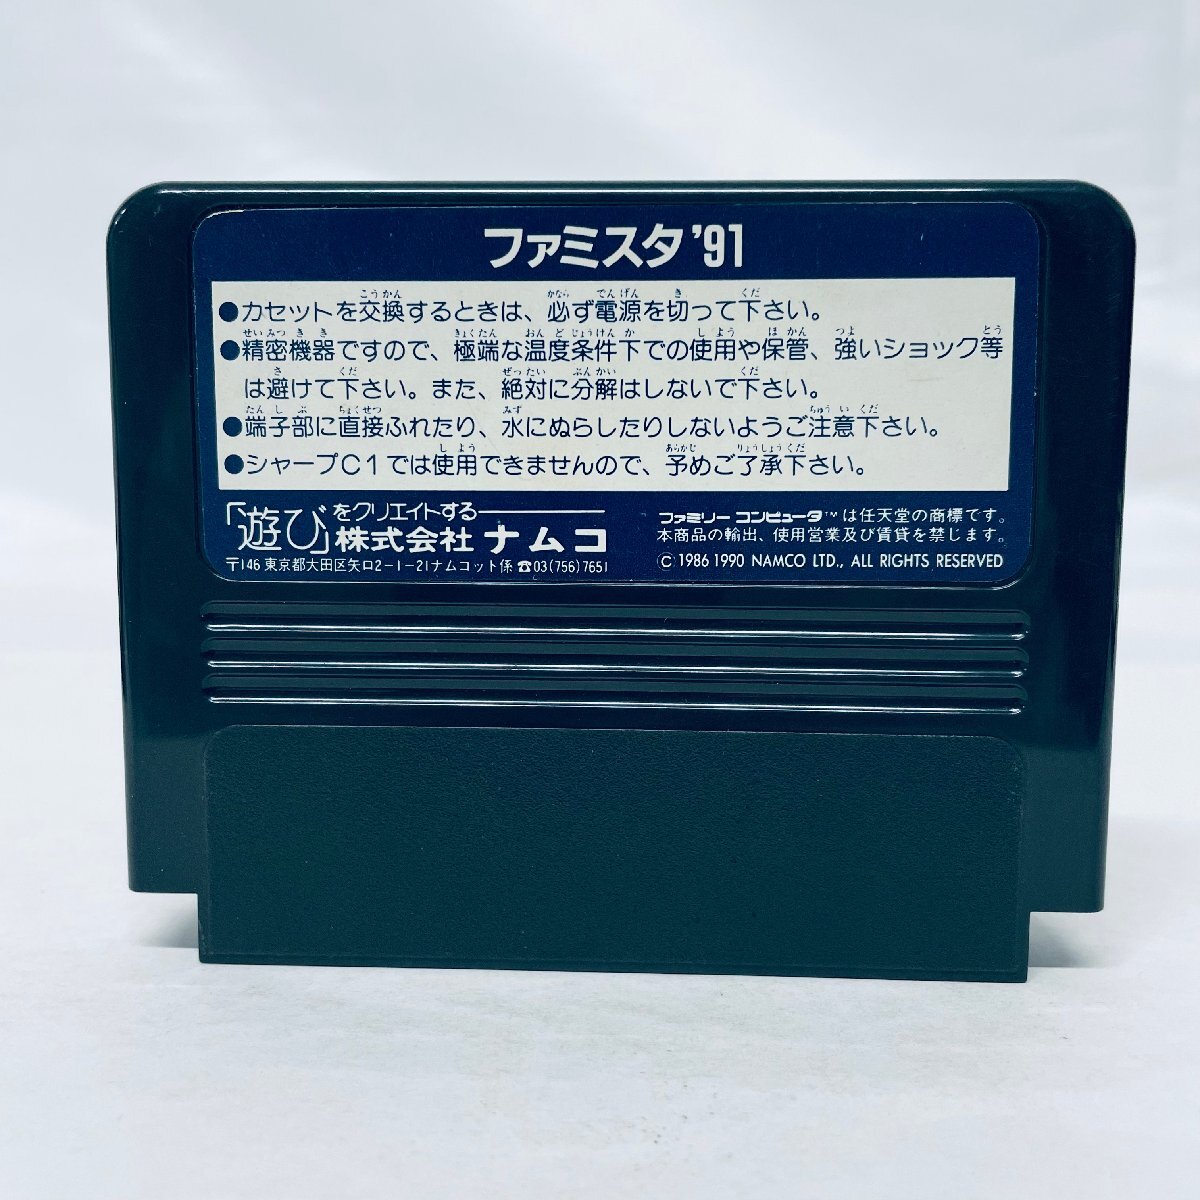 ファミスタ'91
●カセットを交換するときは、必ず電源を切って下さい。
●精密機器ですので、極端な温度条件下での使用や保管、強いショック等
は避けて下さい。また、絶対に分解はしないで下さい。
●端子部に直接ふれたり、水にぬらしたりしないようご注意下さい。
●シャープC1では使用できませんので、予めご了承下さい。
「遊び」をクリエイトする
株式会社ナムコ
〒146 東京都大田区矢口2-1-21ナムコット係 ☎03(756)7651
ファミリーコンピュータ™は任天堂の商標です。
本商品の輸出、使用営業及び賃貸を禁じます。
© 1986 1990 NAMCO LTD., ALL RIGHTS RESERVED